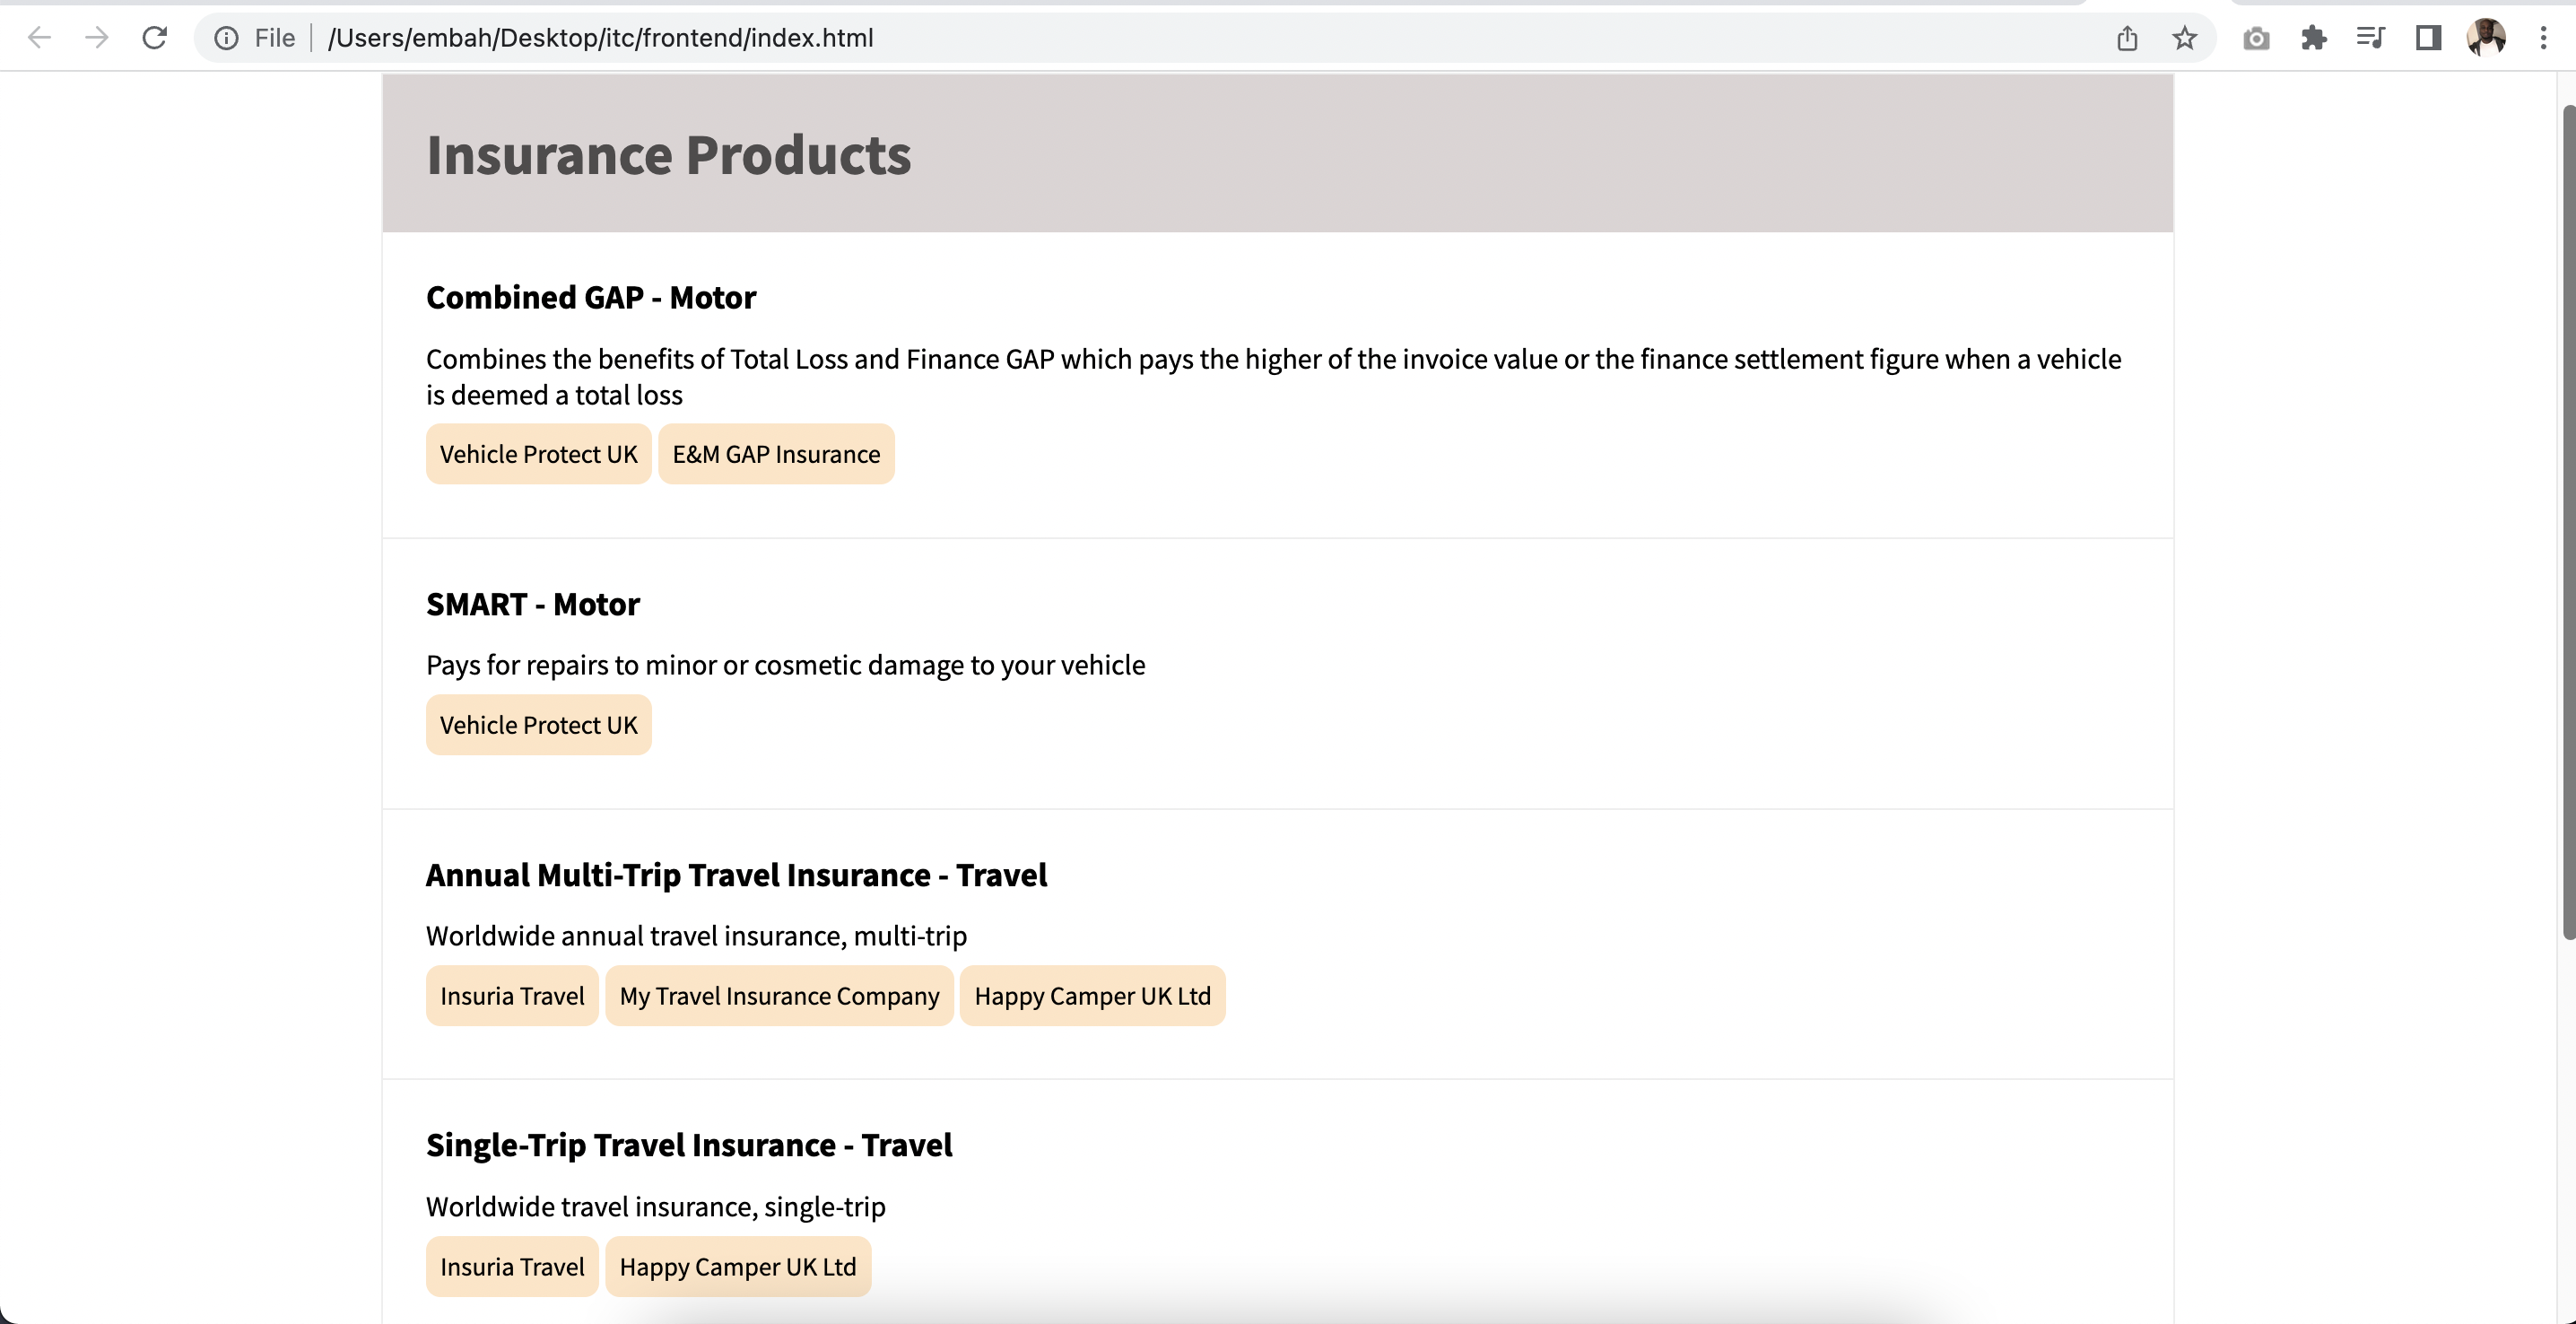 File /Users/embah/Desktop/itc/frontend/index.html
Insurance Products
Combined GAP - Motor
Combines the benefits of Total Loss and Finance GAP which pays the higher of the invoice value or the finance settlement figure when a vehicle
is deemed a total loss
Vehicle Protect UK E&M GAP Insurance
SMART - Motor
Pays for repairs to minor or cosmetic damage to your vehicle
Vehicle Protect UK
Annual Multi-Trip Travel Insurance - Travel
Worldwide annual travel insurance, multi-trip
Insuria Travel My Travel Insurance Company Happy Camper UK Ltd
Single-Trip Travel Insurance - Travel
Worldwide travel insurance, single-trip
Insuria Travel Happy Camper UK Ltd